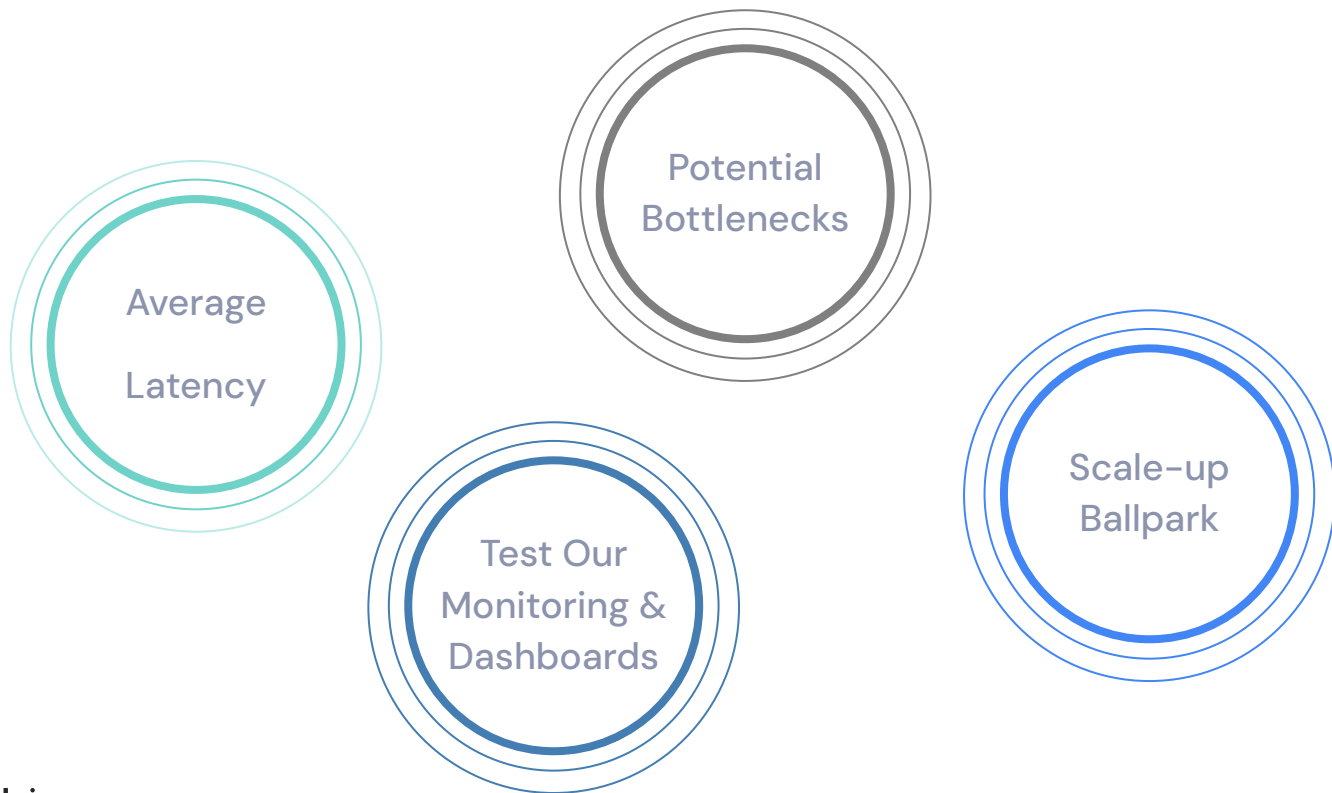 Potential
Bottlenecks
Average
Latency
Scale-up
Ballpark
Test Our
Monitoring &
Dashboards